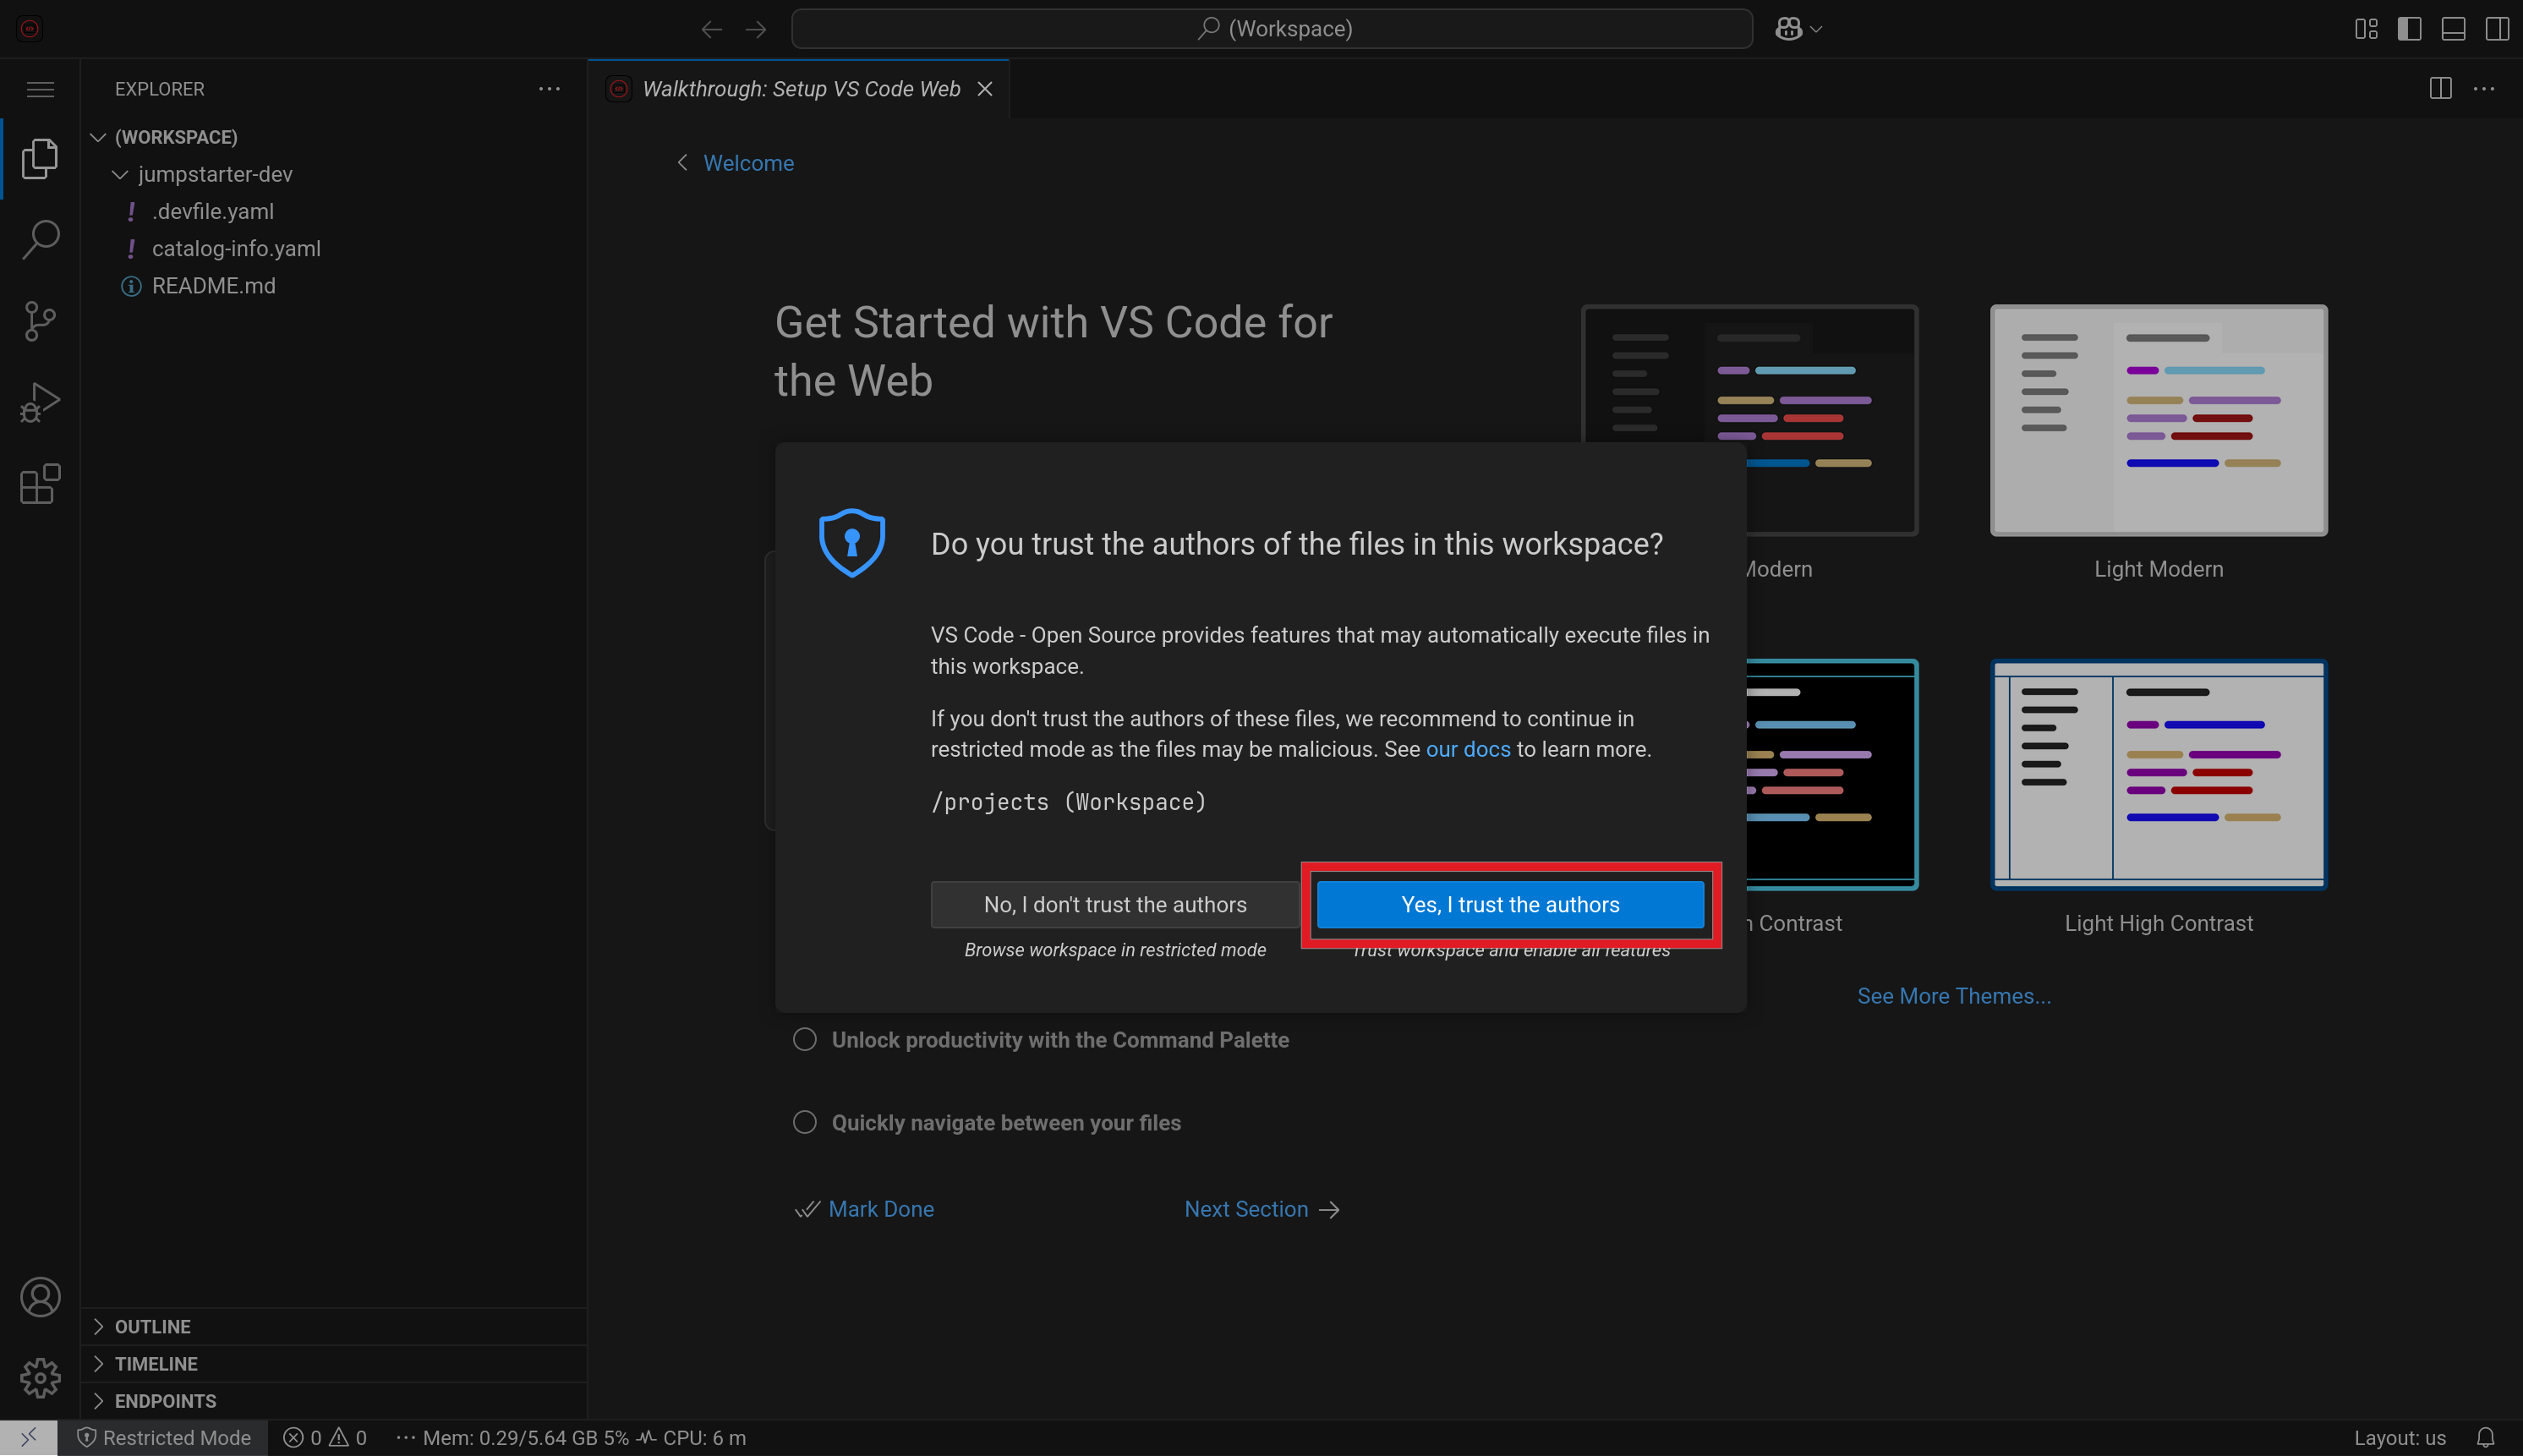 (Workspace)
EXPLORER
Walkthrough: Setup VS Code Web
(WORKSPACE)
jumpstarter-dev
! .devfile.yaml
! catalog-info.yaml
README.md
Welcome
Get Started with VS Code for
the Web
Modern
Light Modern
Do you trust the authors of the files in this workspace?
VS Code - Open Source provides features that may automatically execute files in
this workspace.
If you don't trust the authors of these files, we recommend to continue in
restricted mode as the files may be malicious. See our docs to learn more.
/projects (Workspace)
No, I don't trust the authors
Yes, I trust the authors
Browse workspace in restricted mode
Trust workspace and enable all features
Contrast
Light High Contrast
See More Themes...
Unlock productivity with the Command Palette
Quickly navigate between your files
Mark Done
Next Section
OUTLINE
TIMELINE
ENDPOINTS
Restricted Mode
0
0
Mem: 0.29/5.64 GB 5%
CPU: 6 m
Layout: us